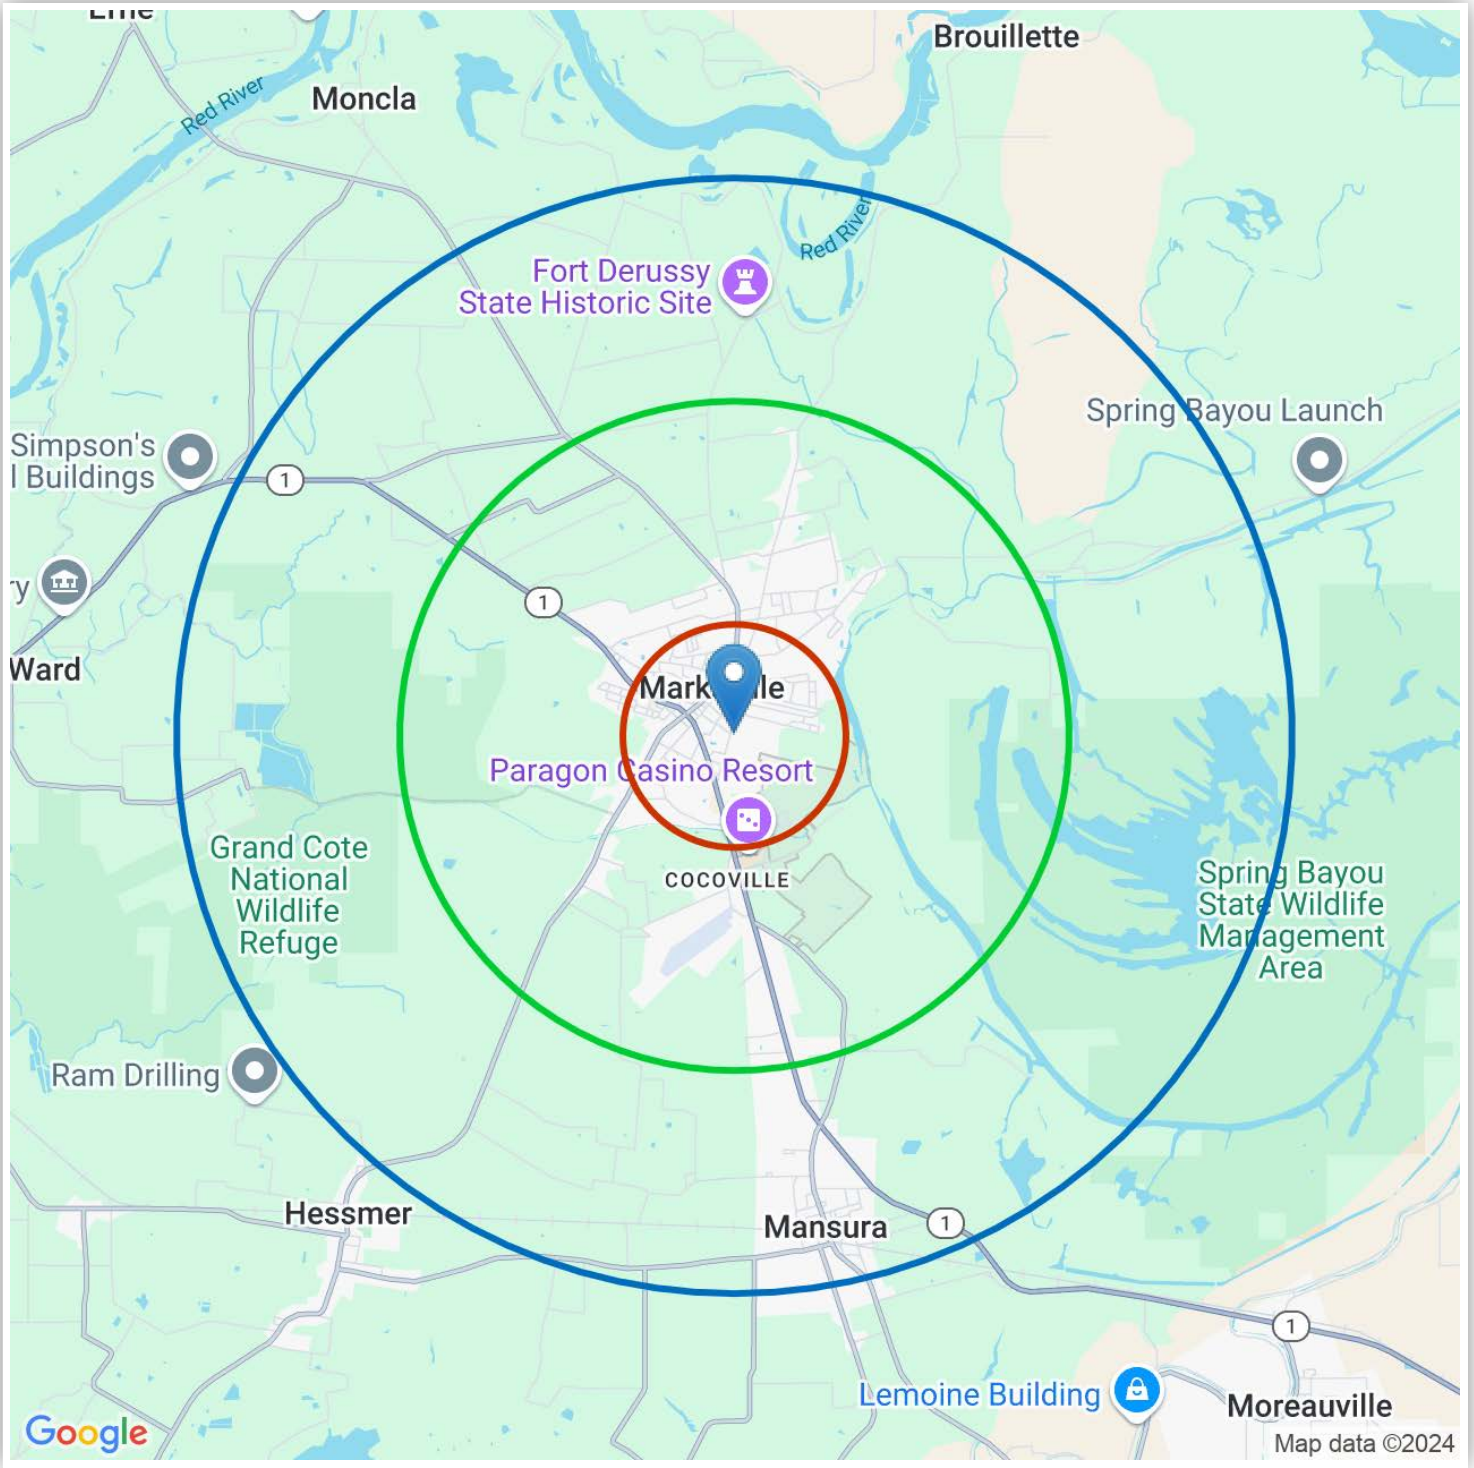 Brouillette
Moncla
Red River
Red River
Fort Derussy
State Historic Site
Spring Bayou Launch
Simpson's
l Buildings
1
ry
1
Ward
Paragon Casino Resort
COCOVILLE
Grand Cote
National
Wildlife
Refuge
Spring Bayou
State Wildlife
Management
Area
Ram Drilling
Hessmer
Mansura
1
1
Lemoine Building
Moreauville
Google
Map data ©2024